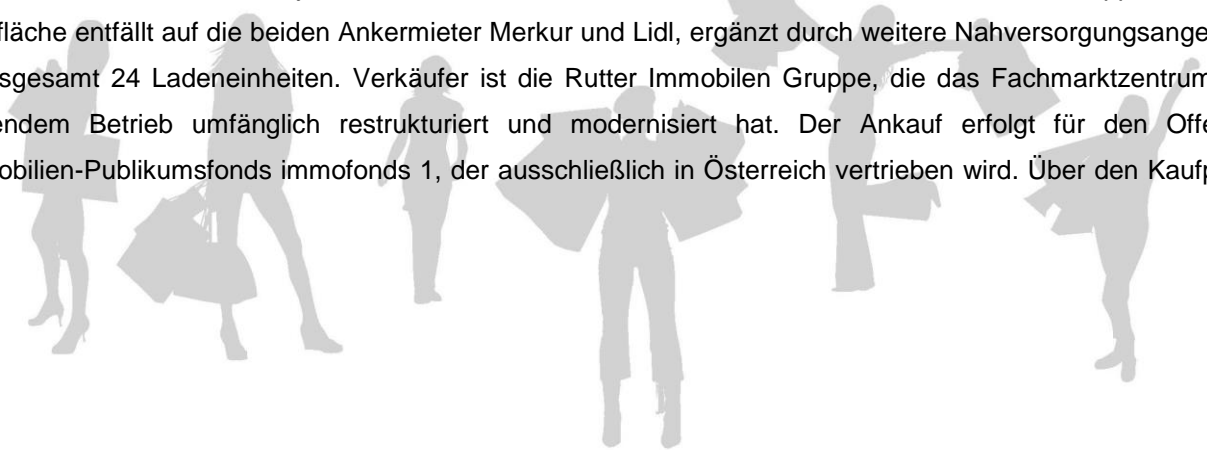 fläche entfällt auf die beiden Ankermieter Merkur und Lidl, ergänzt durch weitere Nahversorgungsange
sgesamt 24 Ladeneinheiten. Verkäufer ist die Rutter Immobilen Gruppe, die das Fachmarktzentrum
endem Betrieb umfänglich restrukturiert und modernisiert hat. Der Ankauf erfolgt für den Offe
obilien-Publikumsfonds immofonds 1, der ausschließlich in Österreich vertrieben wird. Über den Kaufp